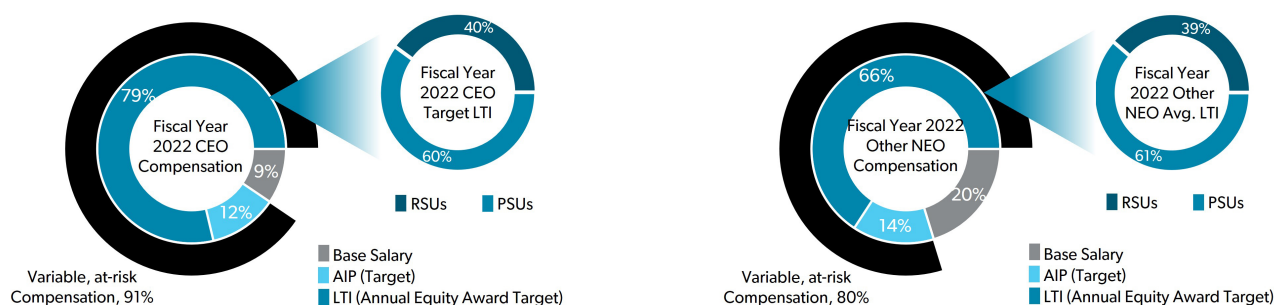 79%
Fiscal Year
2022 CEO
Compensation
9%
12%
Variable, at-risk
Compensation, 91%
40%
Fiscal Year
2022 CEO
Target LTI
60%
RSUs PSUs
Base Salary
AIP (Target)
LTI (Annual Equity Award Target)
66%
Fiscal Year 2022
Other NEO
Compensation
20%
14%
Variable, at-risk
Compensation, 80%
39%
Fiscal Year
2022 Other
NEO Avg. LTI
61%
RSUs PSUs
Base Salary
AIP (Target)
LTI (Annual Equity Award Target)